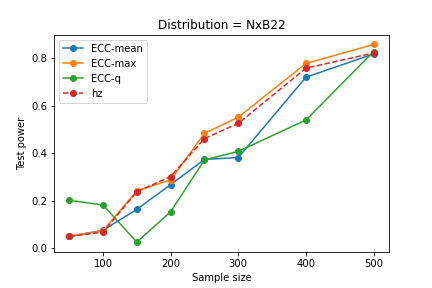 Distribution = NxB22
ECC-mean
ECC-max
ECC-q
hz
Test power
0.8
0.6
0.4
0.2
0.0
100 200 300 400 500
Sample size